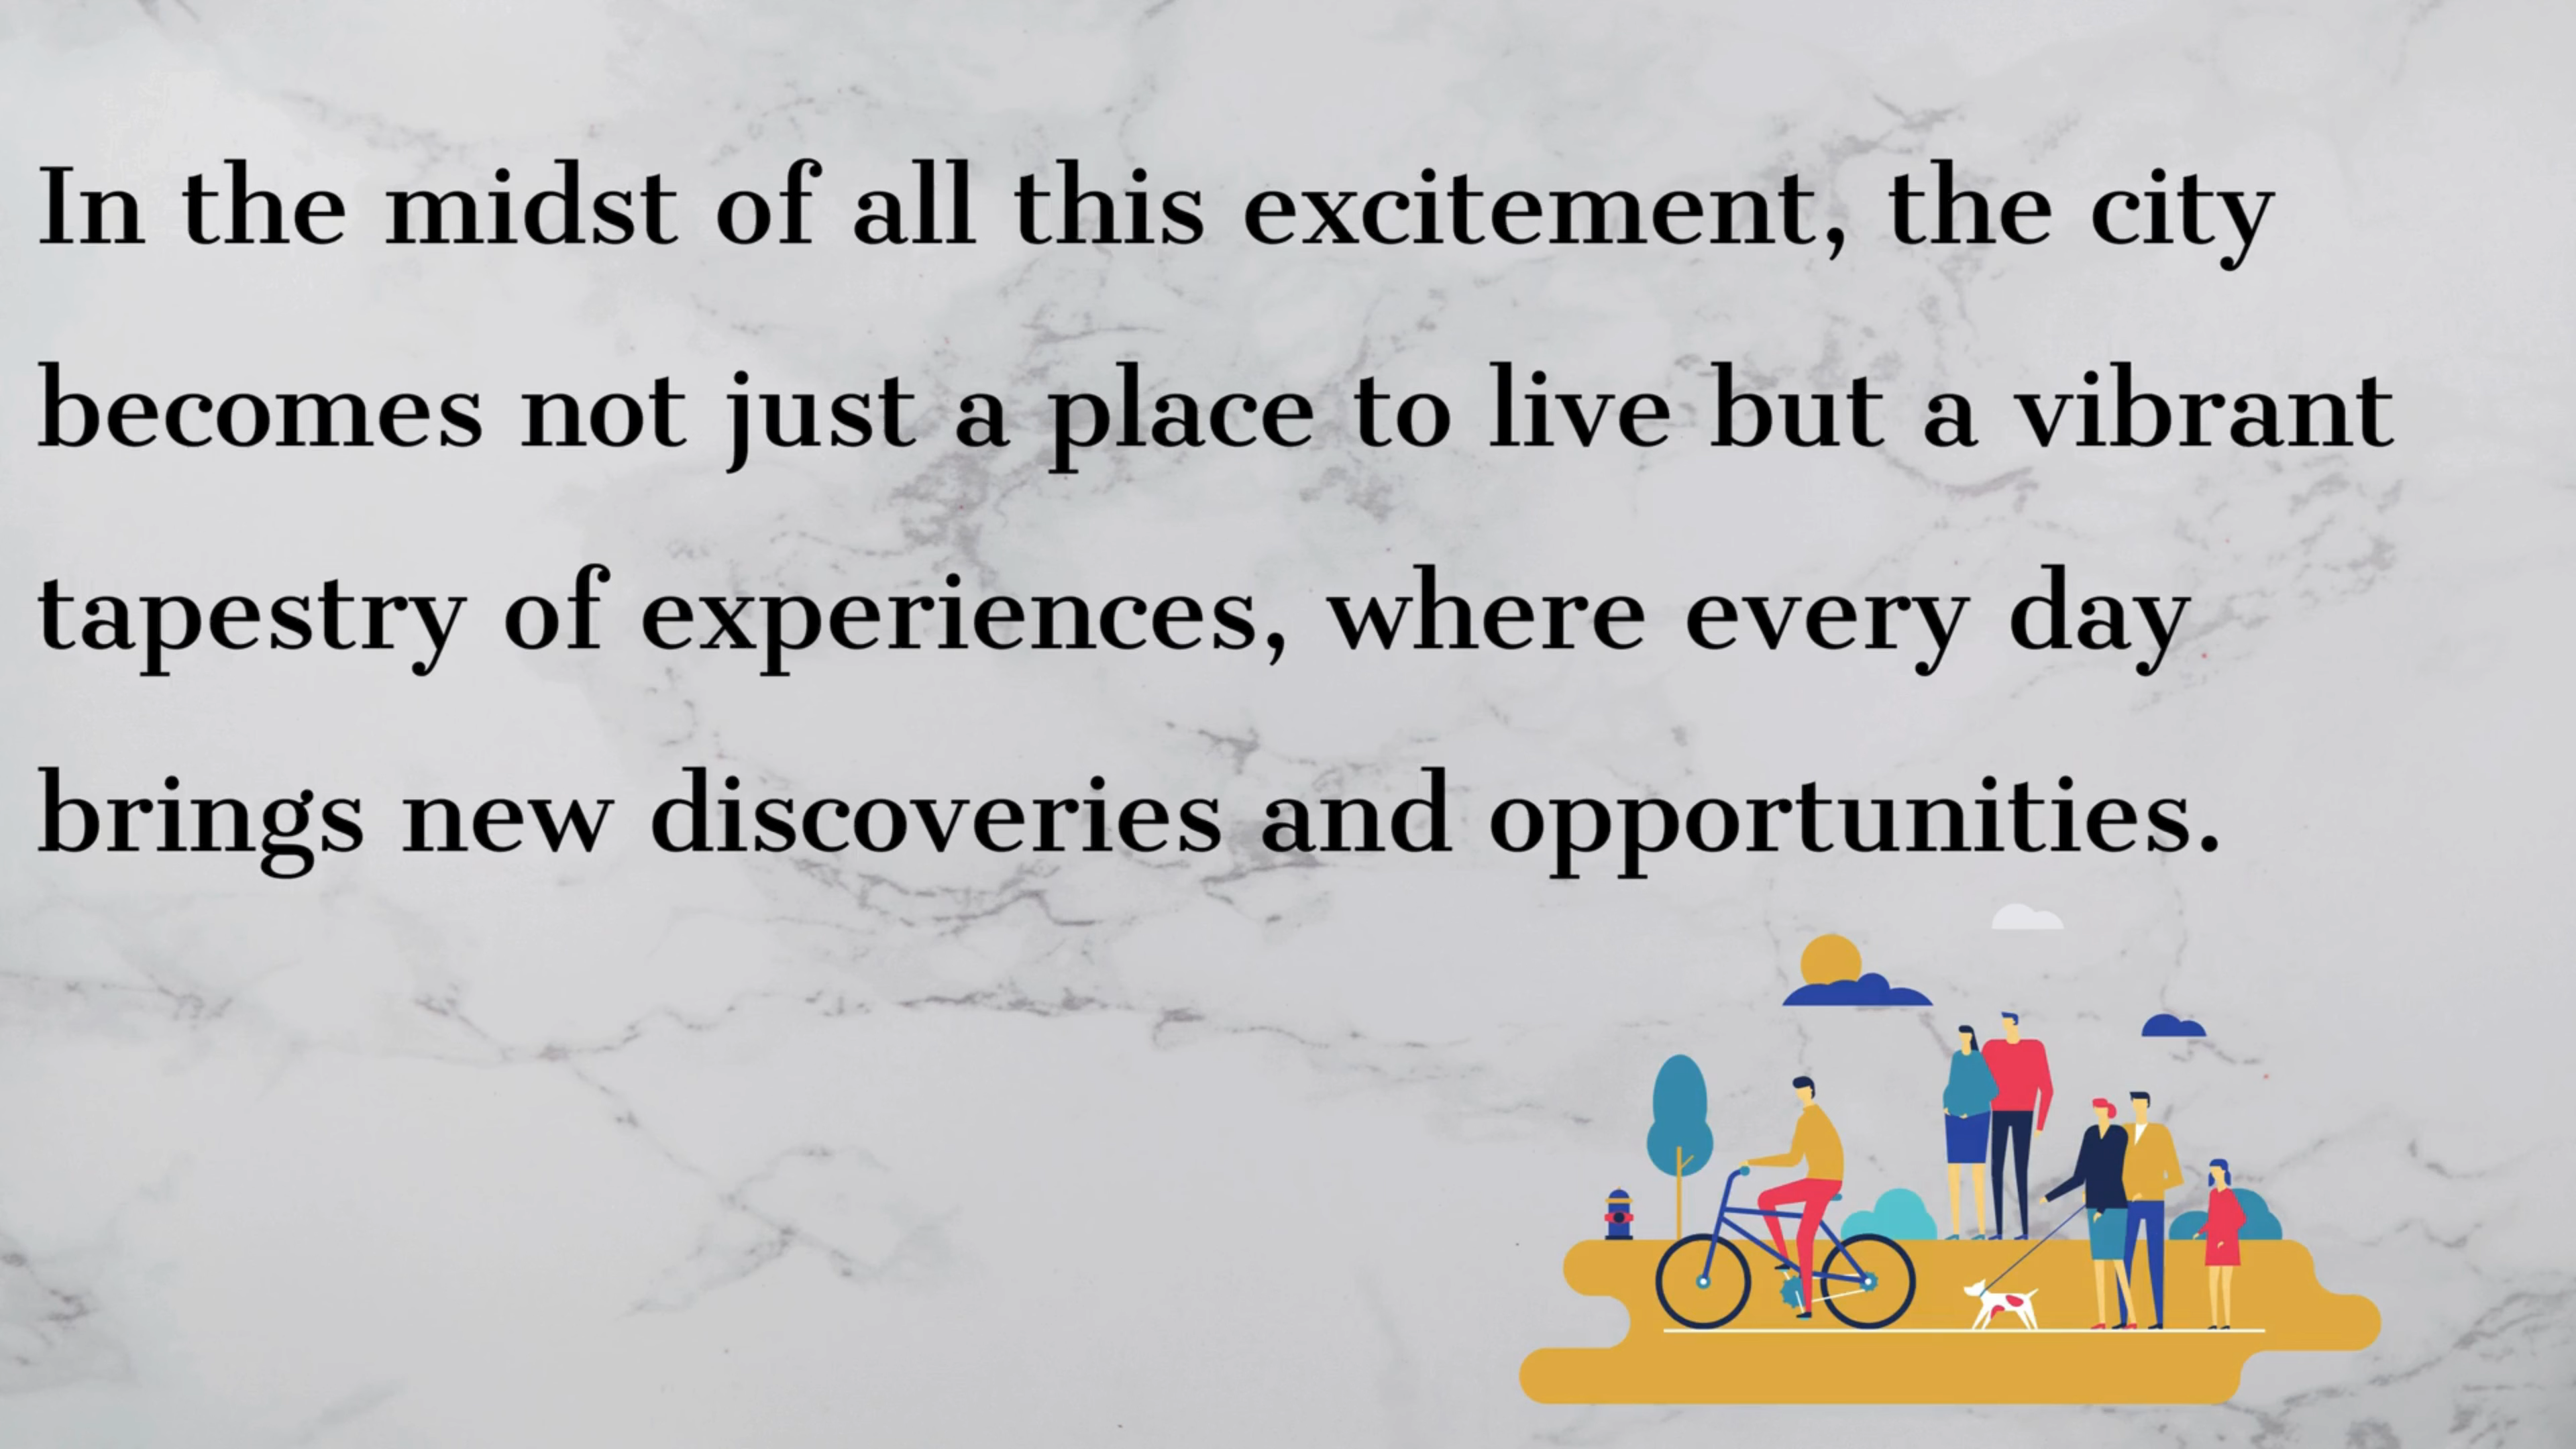 In the midst of all this excitement, the city
becomes not just a place to live but a vibrant
tapestry of experiences, where every day
brings new discoveries and opportunities.